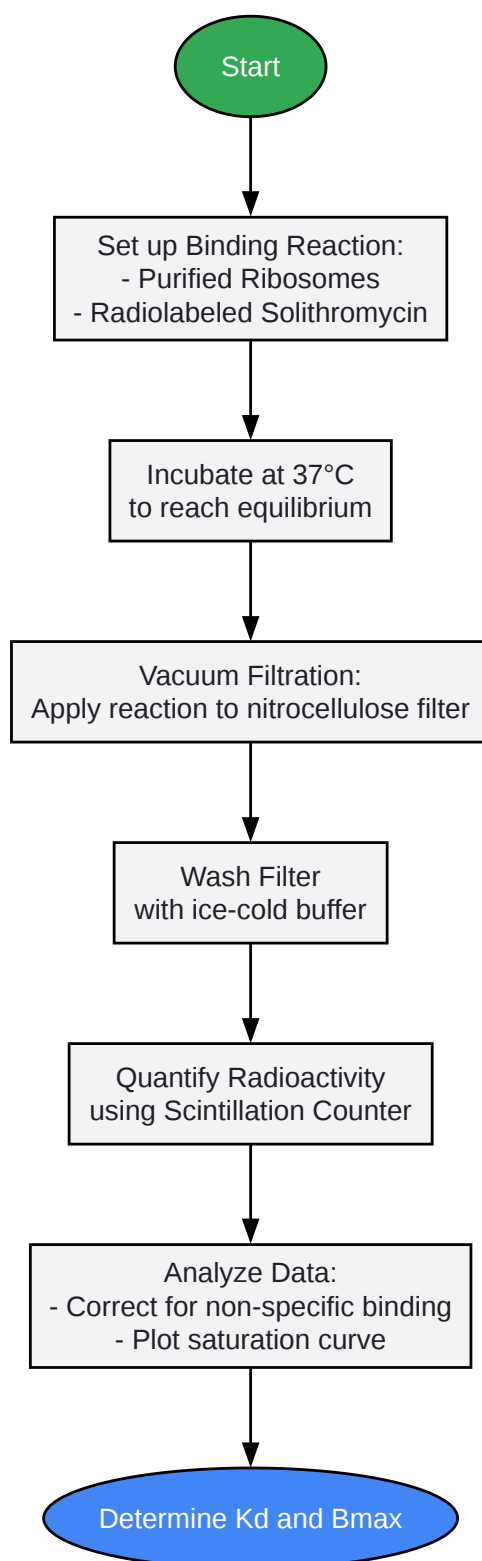 Start
Set up Binding Reaction:
- Purified Ribosomes
- Radiolabeled Solithromycin
Incubate at 37°C
to reach equilibrium
Vacuum Filtration:
Apply reaction to nitrocellulose filter
Wash Filter
with ice-cold buffer
Quantify Radioactivity
using Scintillation Counter
Analyze Data:
- Correct for non-specific binding
- Plot saturation curve
Determine Kd and Bmax